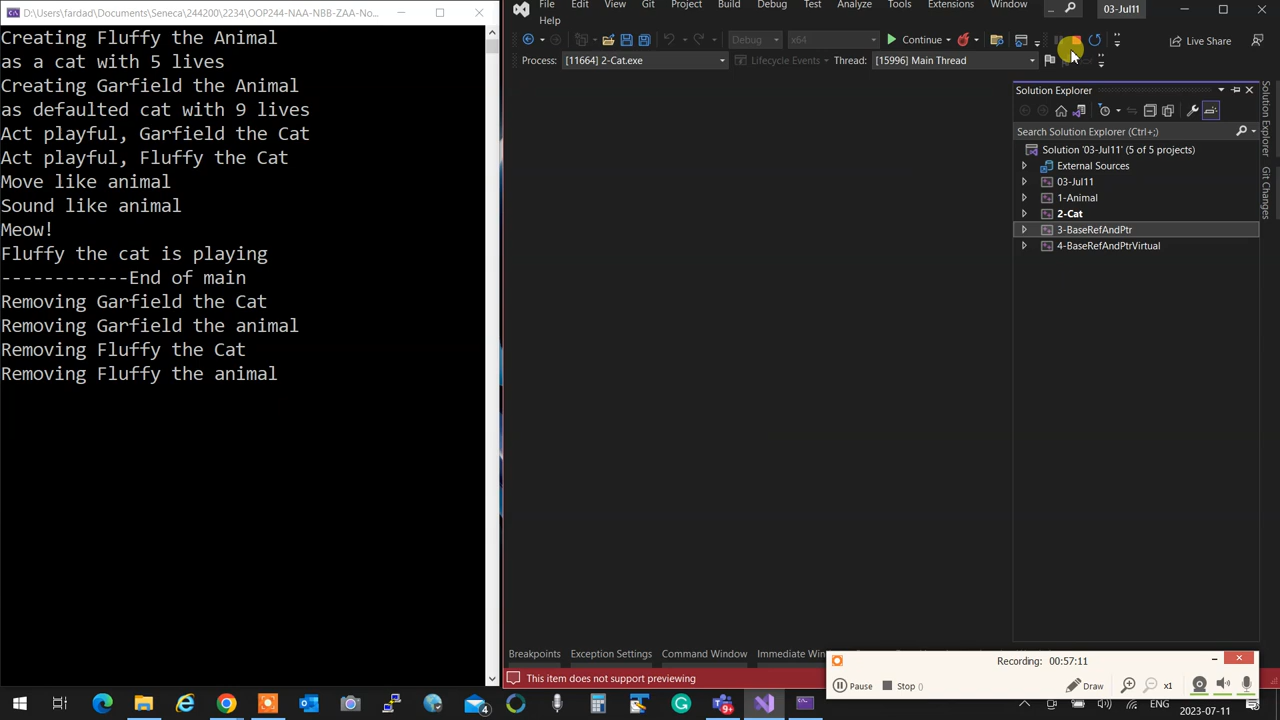 D:\Users\fardad\Documents\Seneca\244200\2234\OOP244-NAA-NBB-ZAA-No...
Creating Fluffy the Animal
as a cat with 5 lives
Creating Garfield the Animal
as defaulted cat with 9 lives
Act playful, Garfield the Cat
Act playful, Fluffy the Cat
Move like animal
Sound like animal
Meow!
Fluffy the cat is playing
------------End of main
Removing Garfield the Cat
Removing Garfield the animal
Removing Fluffy the Cat
Removing Fluffy the animal
File Edit View Git Project Build Debug Test Analyze Tools Extensions Window
... 03-Jul11
Help
Debug x64 Continue Live Share
Process: [11664] 2-Cat.exe Lifecycle Events Thread: [15996] Main Thread
Solution Explorer
Search Solution Explorer (Ctrl+;)
Solution '03-Jul11' (5 of 5 projects)
External Sources
03-Jul11
1-Animal
2-Cat
3-BaseRefAndPtr
4-BaseRefAndPtrVirtual
Solution Explorer
Git Changes
Breakpoints Exception Settings Command Window Immediate Win
This item does not support previewing
Recording: 00:57:11
Pause Stop () Draw x1
ENG 2023-07-11